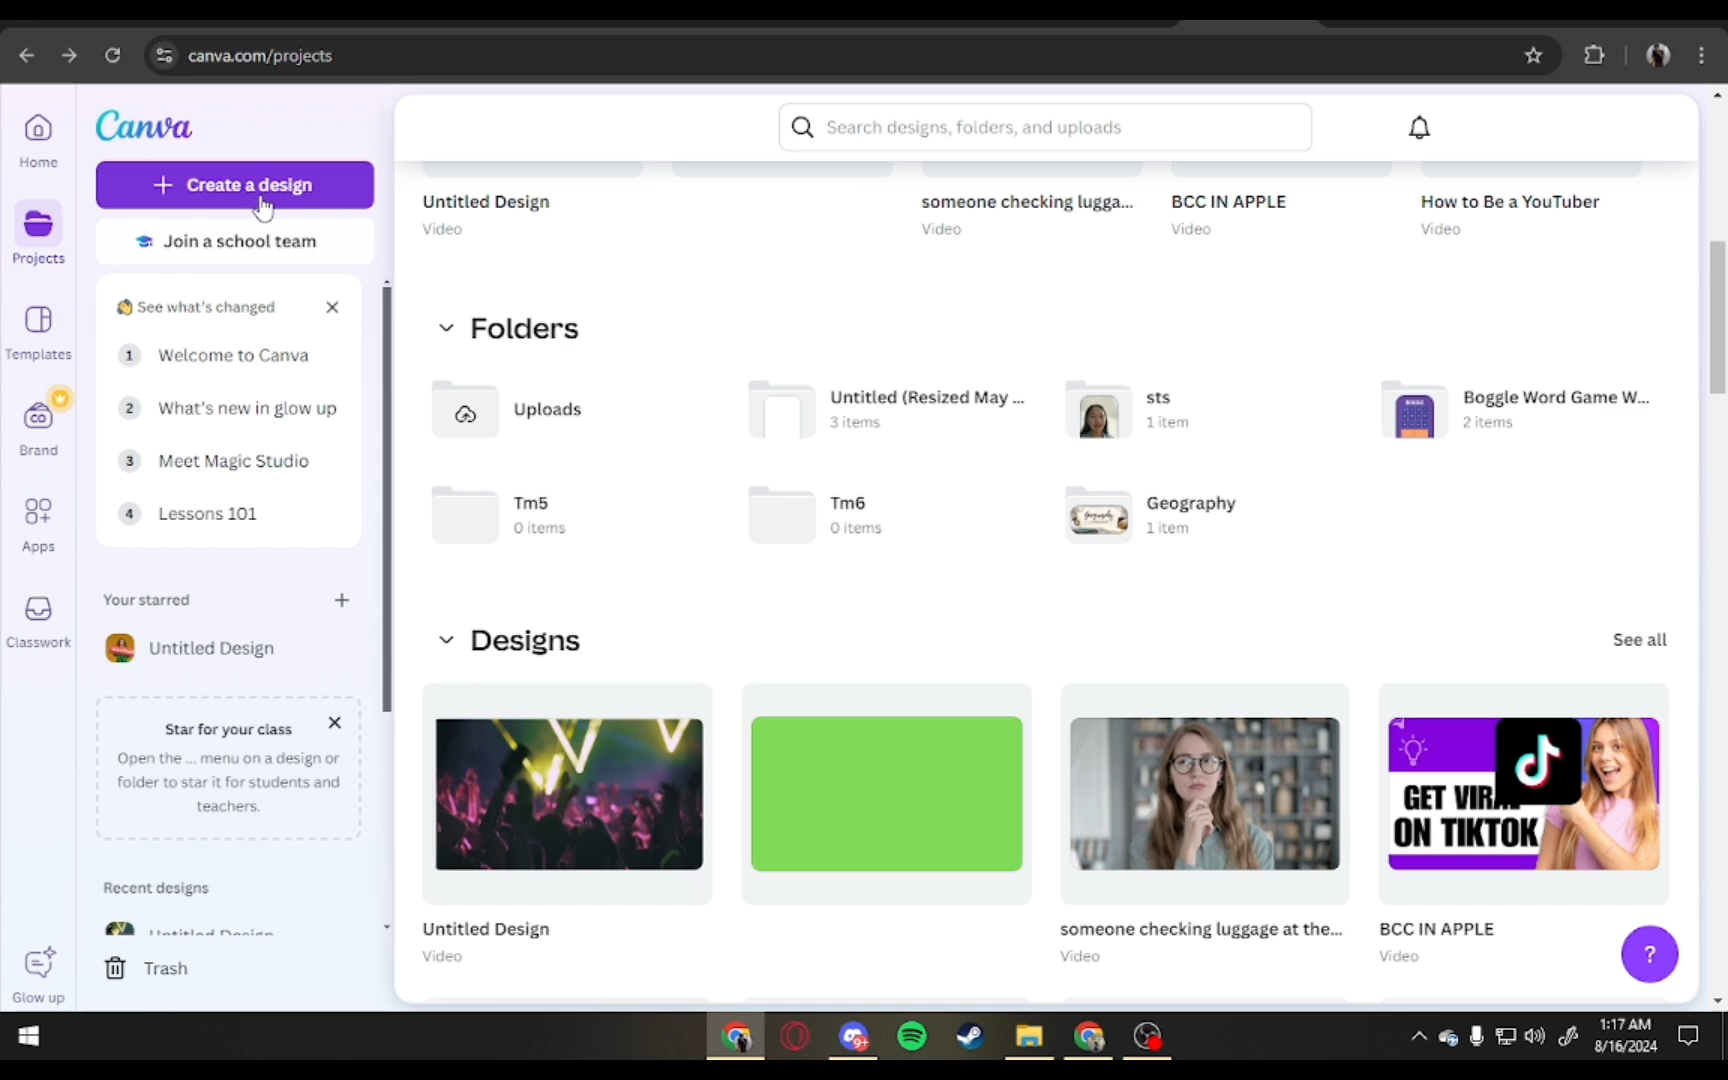 canva.com/projects
Canva
Create a design
Join a school team
See what's changed
1 Welcome to Canva
2 What's new in glow up
3 Meet Magic Studio
4 Lessons 101
Your starred
Untitled Design
Star for your class
Open the ... menu on a design or
folder to star it for students and
teachers.
Recent designs
Untitled Design
Trash
Home
Projects
Templates
Brand
Apps
Classwork
Glow up
Search designs, folders, and uploads
Untitled Design
Video
someone checking lugga...
Video
BCC IN APPLE
Video
How to Be a YouTuber
Video
Folders
Uploads
Untitled (Resized May ...
3 items
sts
1 item
Boggle Word Game W...
2 items
Tm5
0 items
Tm6
0 items
Geography
1 item
Designs
See all
GET VIRAL
ON TIKTOK
Untitled Design
Video
someone checking luggage at the...
Video
BCC IN APPLE
Video
?
9+
1:17 AM
8/16/2024